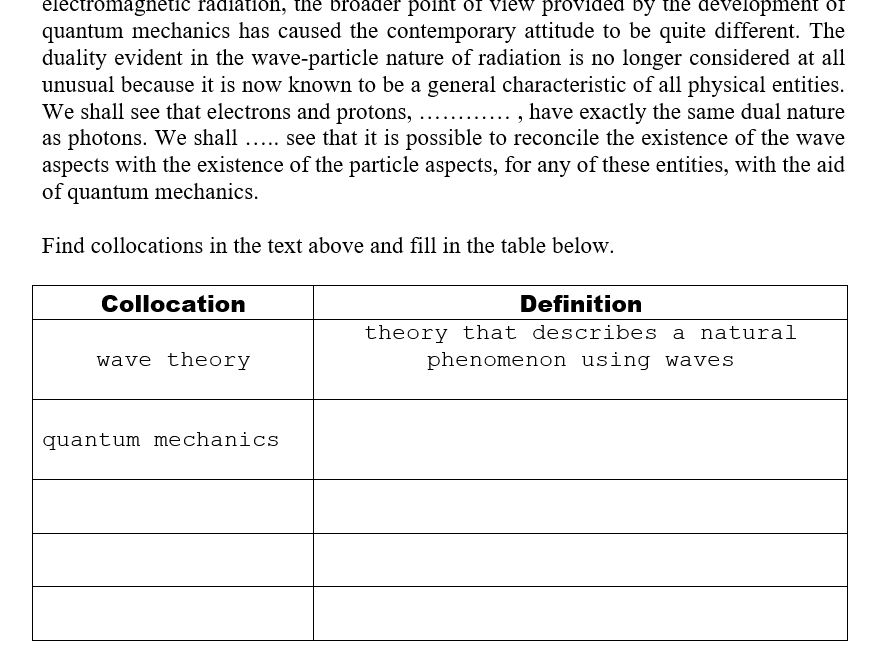 electromagnetic radiation, the broader point of view provided by the development of
quantum mechanics has caused the contemporary attitude to be quite different. The
duality evident in the wave-particle nature of radiation is no longer considered at all
unusual because it is now known to be a general characteristic of all physical entities.
We shall see that electrons and protons, ………… , have exactly the same dual nature
as photons. We shall ….. see that it is possible to reconcile the existence of the wave
aspects with the existence of the particle aspects, for any of these entities, with the aid
of quantum mechanics.
Find collocations in the text above and fill in the table below.
Collocation Definition
wave theory
theory that describes a natural
phenomenon using waves
quantum mechanics